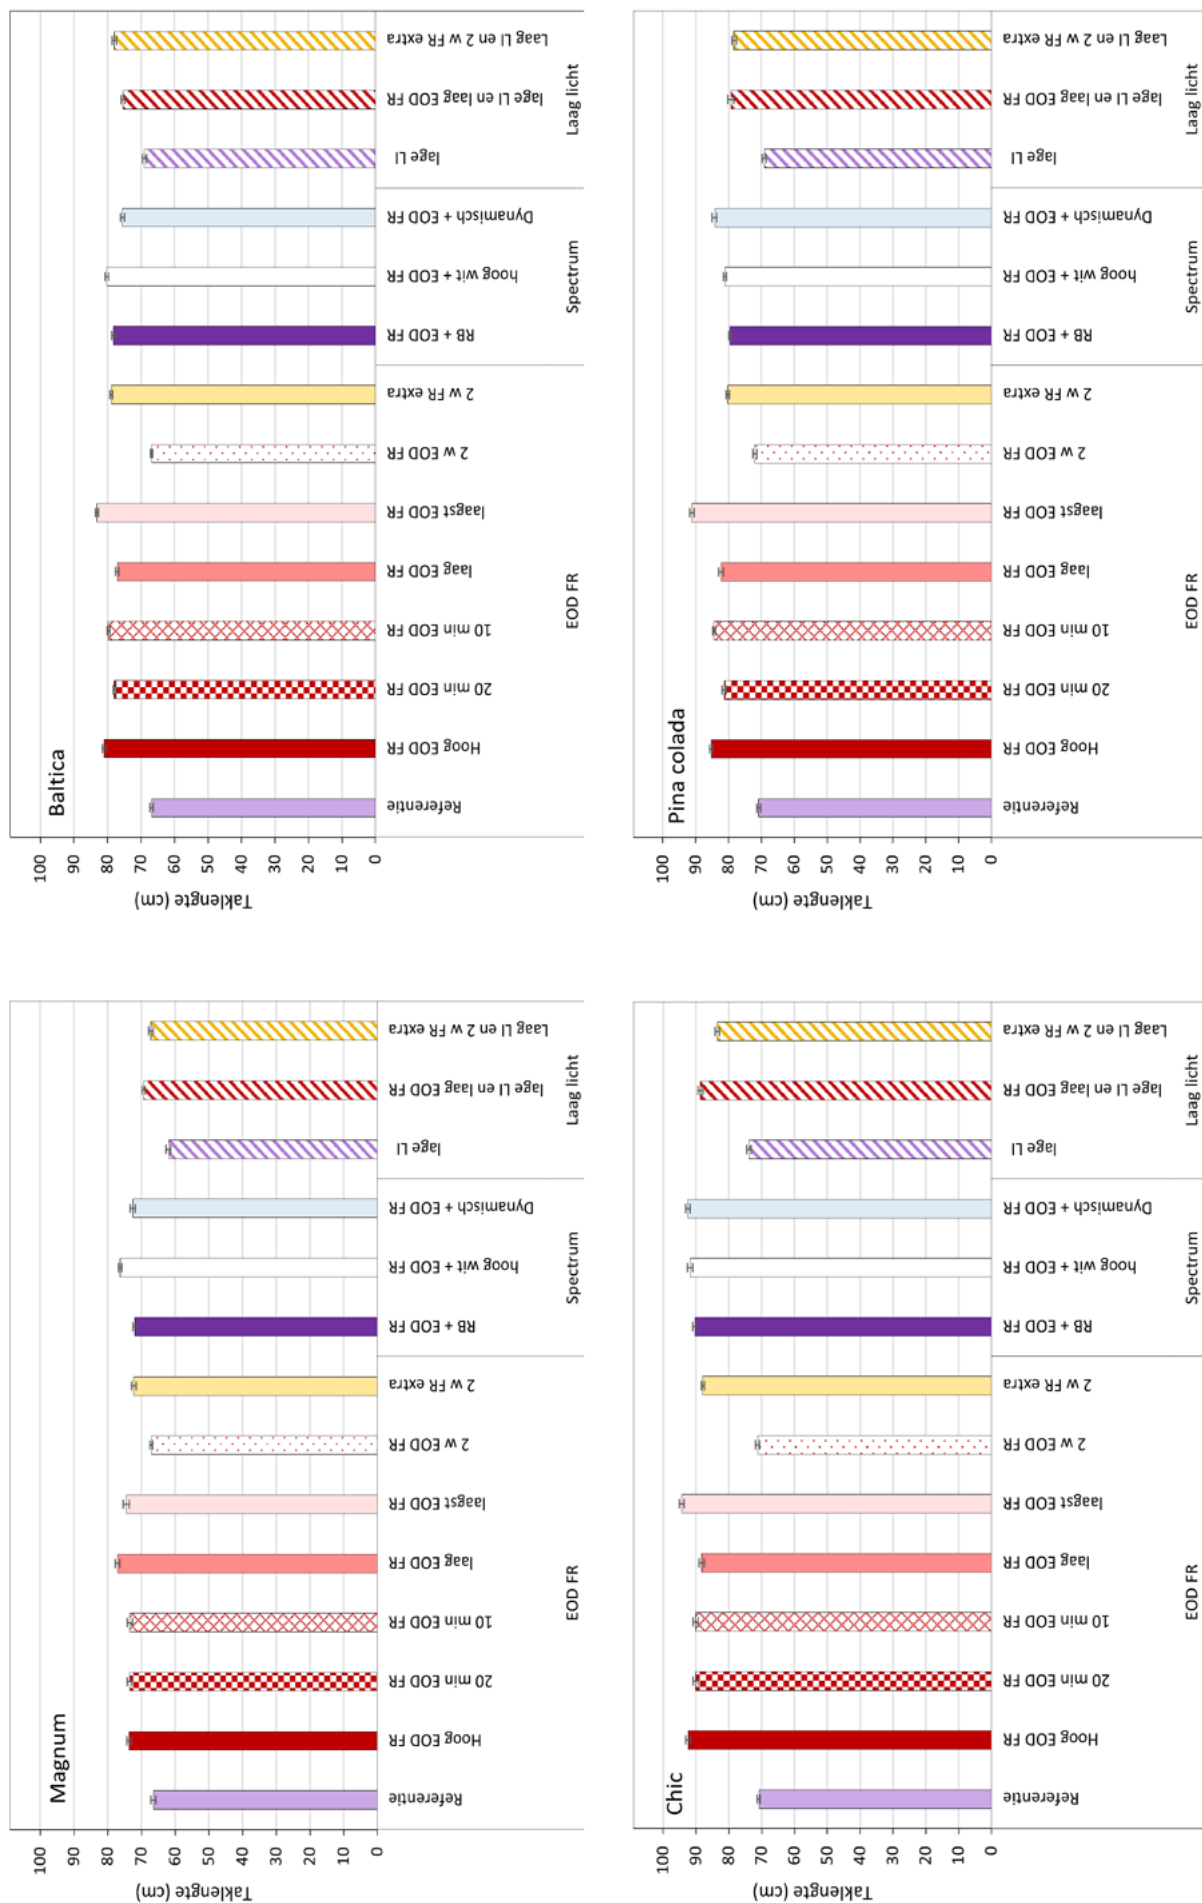 Magnum
Taklengte (cm)
100
90
80
70
60
50
40
30
20
10
0
Referentie
Hoog EOD FR
20 min EOD FR
10 min EOD FR
laag EOD FR
laagst EOD FR
2 w EOD FR
2 w FR extra
RB + EOD FR
hoog wit + EOD FR
Dynamisch + EOD FR
lage LI
lage LI en laag EOD FR
Laag LI en 2 w FR extra
EOD FR
Spectrum
Laag licht
Baltica
Taklengte (cm)
100
90
80
70
60
50
40
30
20
10
0
Referentie
Hoog EOD FR
20 min EOD FR
10 min EOD FR
laag EOD FR
laagst EOD FR
2 w EOD FR
2 w FR extra
RB + EOD FR
hoog wit + EOD FR
Dynamisch + EOD FR
lage LI
lage LI en laag EOD FR
Laag LI en 2 w FR extra
EOD FR
Spectrum
Laag licht
Chic
Taklengte (cm)
100
90
80
70
60
50
40
30
20
10
0
Referentie
Hoog EOD FR
20 min EOD FR
10 min EOD FR
laag EOD FR
laagst EOD FR
2 w EOD FR
2 w FR extra
RB + EOD FR
hoog wit + EOD FR
Dynamisch + EOD FR
lage LI
lage LI en laag EOD FR
Laag LI en 2 w FR extra
EOD FR
Spectrum
Laag licht
Pina colada
Taklengte (cm)
100
90
80
70
60
50
40
30
20
10
0
Referentie
Hoog EOD FR
20 min EOD FR
10 min EOD FR
laag EOD FR
laagst EOD FR
2 w EOD FR
2 w FR extra
RB + EOD FR
hoog wit + EOD FR
Dynamisch + EOD FR
lage LI
lage LI en laag EOD FR
Laag LI en 2 w FR extra
EOD FR
Spectrum
Laag licht